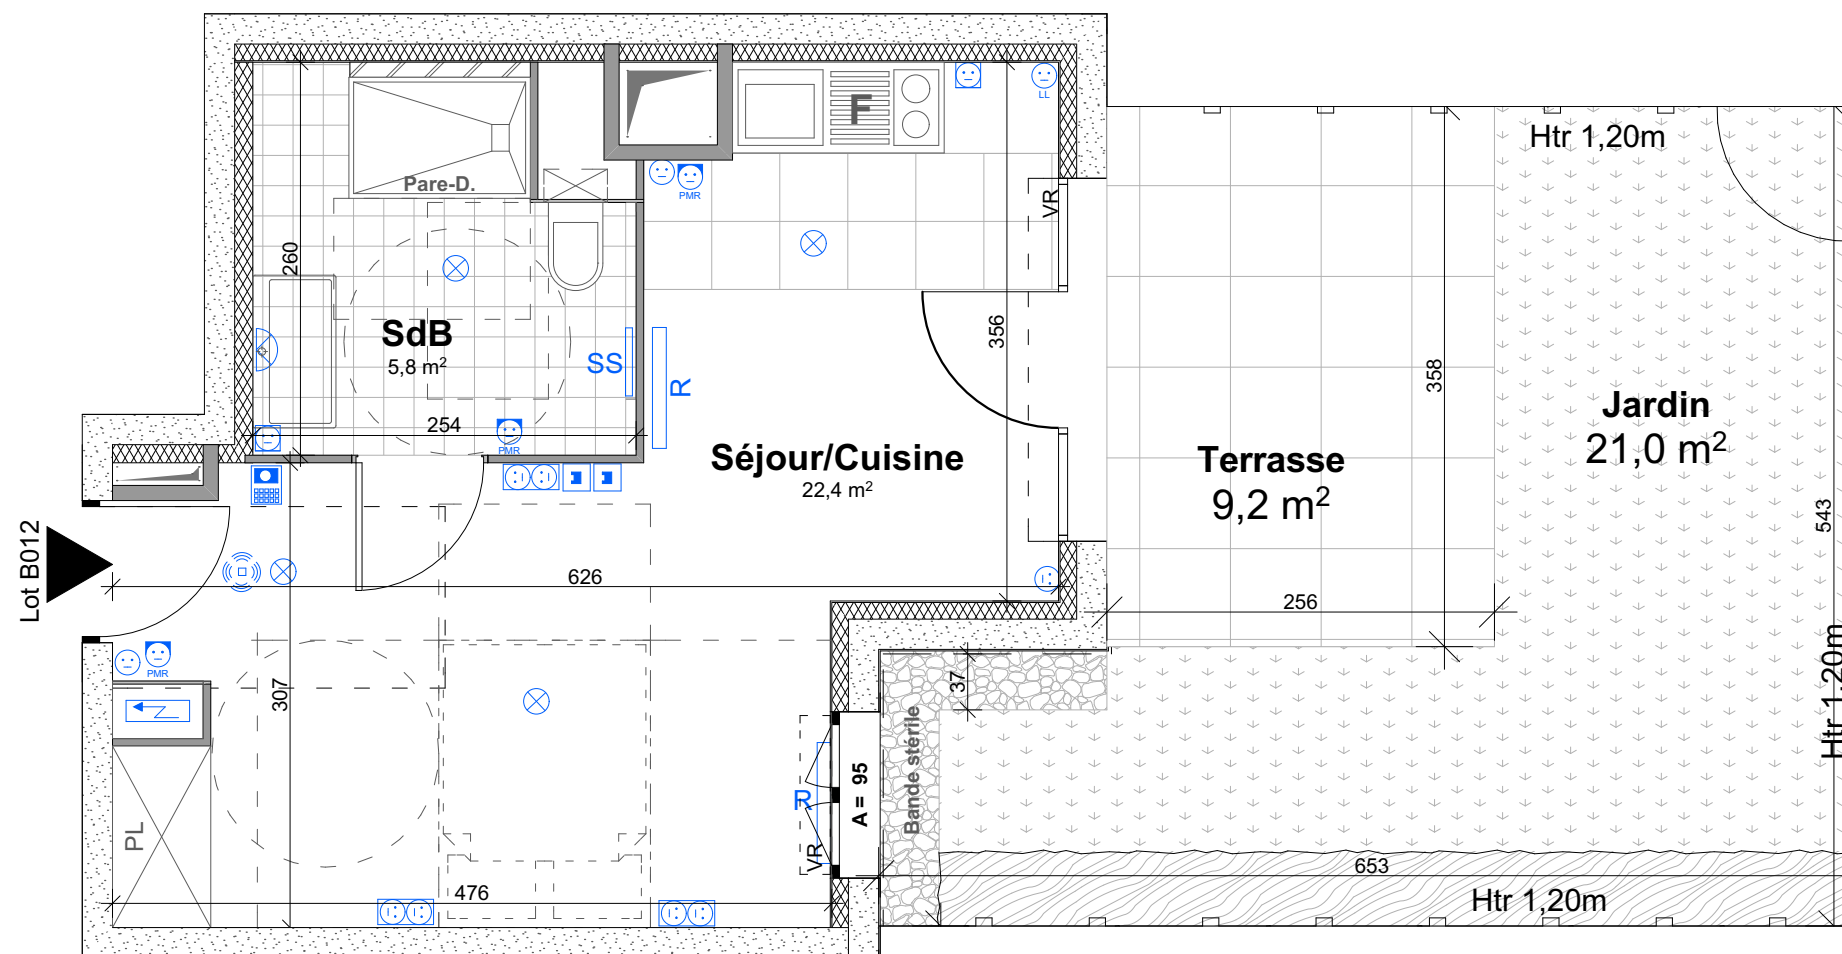 LL
Htr 1,20m
F
Pare-D.
PMR
VR
260
356
358
SdB
5,8 m²
SS
R
Jardin
21,0 m²
254
PMR
Séjour/Cuisine
22,4 m²
Terrasse
9,2 m²
543
Lot B012
626
256
PMR
307
37
Htr 1,20m
Bande stérile
A = 95
R
VR
PL
476
653
Htr 1,20m